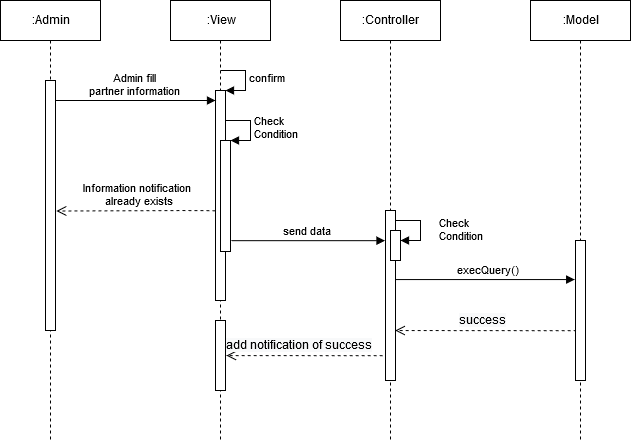 :Admin
:View
:Controller
:Model
confirm
Admin fill
partner information
Check
Condition
Information notification
already exists
send data
Check
Condition
execQuery()
success
add notification of success